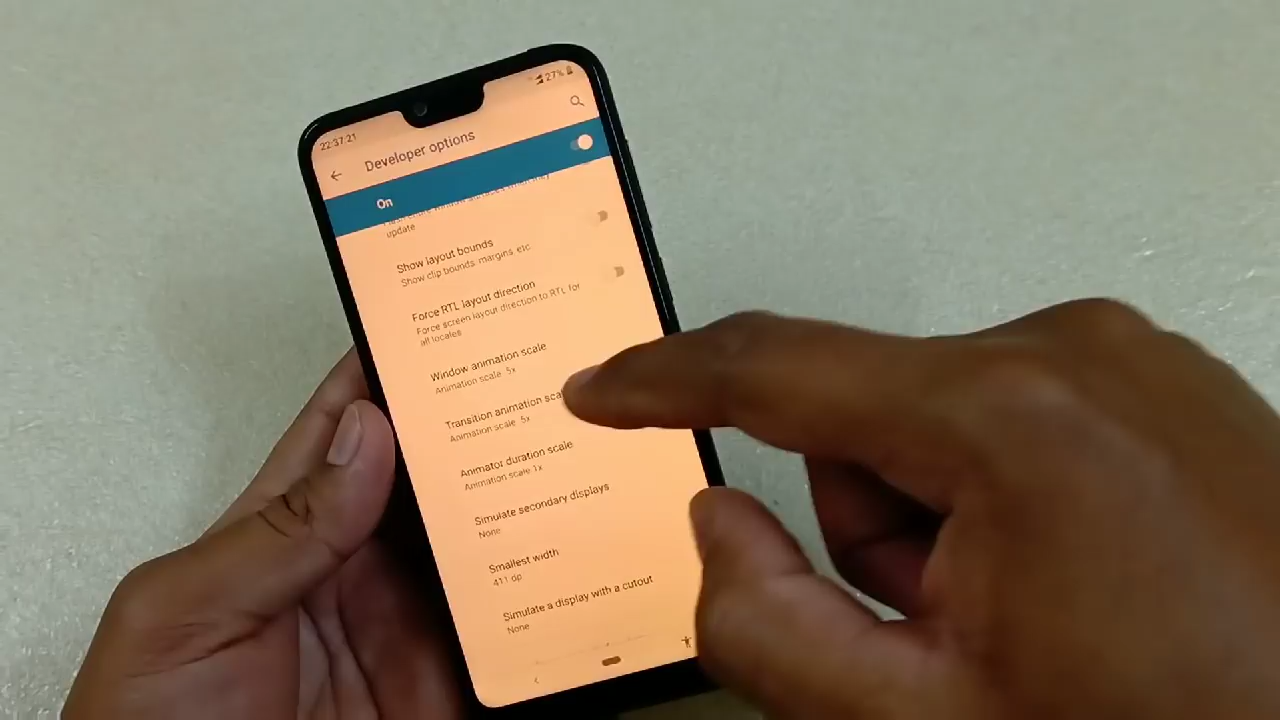 22:37:21
27%
Developer options
On
update
Show layout bounds
Show clip bounds, margins, etc.
Force RTL layout direction
Force screen layout direction to RTL for
all locales
Window animation scale
Animation scale .5x
Transition animation sca
Animation scale .5x
Animator duration scale
Animation scale 1x
Simulate secondary displays
None
Smallest width
411 dp
Simulate a display with a cutout
None